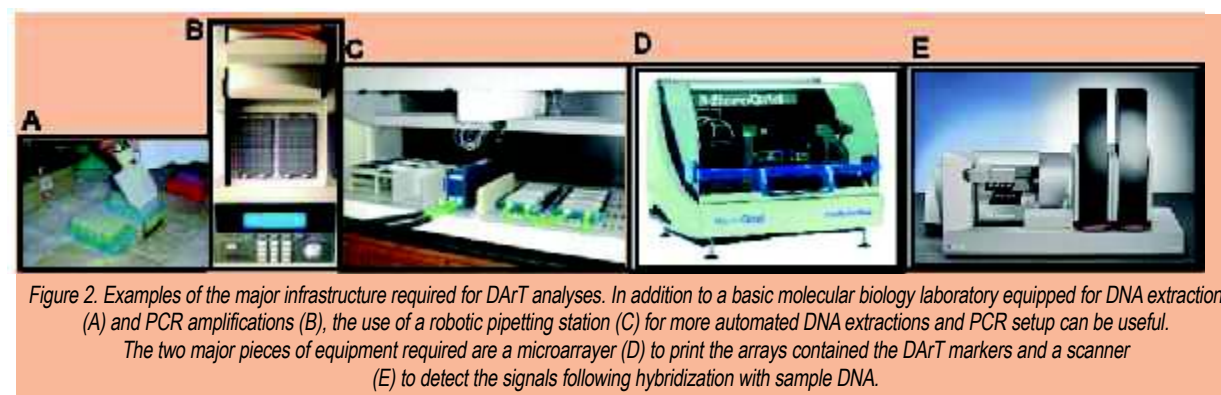 B
C
D
E
A
MicroGrid
MicroGrid
Figure 2. Examples of the major infrastructure required for DArT analyses. In addition to a basic molecular biology laboratory equipped for DNA extraction
(A) and PCR amplifications (B), the use of a robotic pipetting station (C) for more automated DNA extractions and PCR setup can be useful.
The two major pieces of equipment required are a microarrayer (D) to print the arrays contained the DArT markers and a scanner
(E) to detect the signals following hybridization with sample DNA.